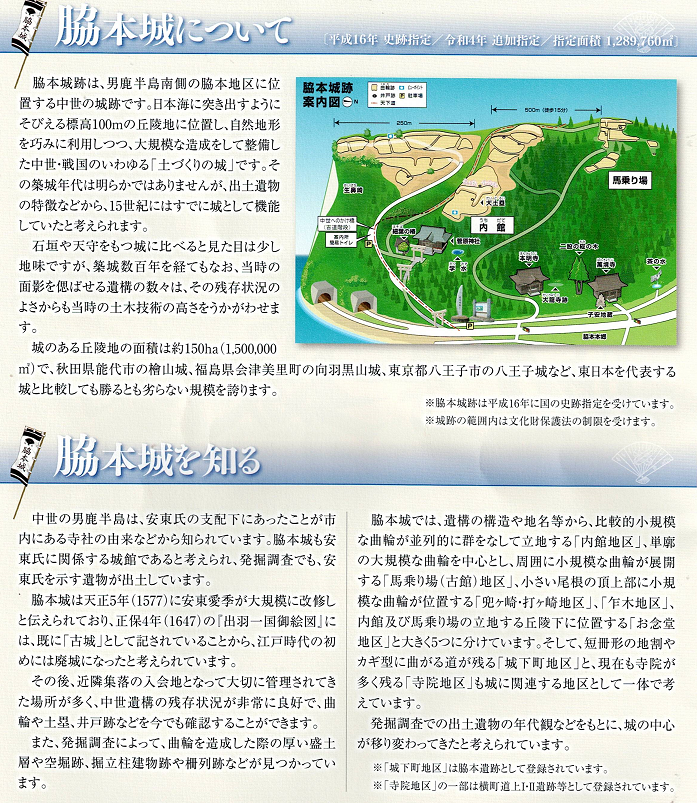 脇本城
脇本城について
［平成16年 史跡指定／令和4年 追加指定／指定面積 1,289,760㎡］
脇本城跡は、男鹿半島南側の脇本地区に位
置する中世の城跡です。日本海に突き出すように
そびえる標高100mの丘陵地に位置し、自然地形
を巧みに利用しつつ、大規模な造成をして整備し
た中世・戦国のいわゆる「土づくりの城」です。そ
の築城年代は明らかではありませんが、出土遺物
の特徴などから、15世紀にはすでに城として機能
していたと考えられます。
石垣や天守をもつ城に比べると見た目は少し
地味ですが、築城数百年を経てもなお、当時の
面影を偲ばせる遺構の数々は、その残存状況の
よさからも当時の土木技術の高さをうかがわせま
す。
城のある丘陵地の面積は約150ha（1,500,000
㎡）で、秋田県能代市の檜山城、福島県会津美里町の向羽黒山城、東京都八王子市の八王子城など、東日本を代表する
城と比較しても勝るとも劣らない規模を誇ります。
脇本城跡
案内図
N
曲輪跡
井戸跡
駐車場
天下道
250m
500m（徒歩15分）
生鼻崎
馬乗り場
大土塁
内館
うち だて
中世へのかけ橋
（古道階段）
案内所
簡易トイレ
P
菅原神社
学水
本明寺
二股の桜の木
萬境寺
茶の水
大龍寺跡
子安地蔵
脇本本郷
P
※脇本城跡は平成16年に国の史跡指定を受けています。
※城跡の範囲内は文化財保護法の制限を受けます。
脇本城
脇本城を知る
中世の男鹿半島は、安東氏の支配下にあったことが市
内にある寺社の由来などから知られています。脇本城も安
東氏に関係する城館であると考えられ、発掘調査でも、安
東氏を示す遺物が出土しています。
脇本城は天正5年（1577）に安東愛季が大規模に改修し
たと伝えられており、正保4年（1647）の『出羽一国御絵図』に
は、既に「古城」として記されていることから、江戸時代の初
めには廃城になったと考えられています。
その後、近隣集落の入会地となって大切に管理されてき
た場所が多く、中世遺構の残存状況が非常に良好で、曲
輪や土塁、井戸跡などを今でも確認することができます。
また、発掘調査によって、曲輪を造成した際の厚い盛土
層や空堀跡、掘立柱建物跡や柵列跡などが見つかってい
ます。
脇本城では、遺構の構造や地名等から、比較的小規模
な曲輪が並列的に群をなして立地する「内館地区」、単郭
の大規模な曲輪を中心とし、周囲に小規模な曲輪が展開
する「馬乗り場（古館）地区」、小さい尾根の頂上部に小規
模な曲輪が位置する「兜ヶ崎・打ヶ崎地区」、「乍木地区」、
内館及び馬乗り場の立地する丘陵下に位置する「お念堂
地区」と大きく5つに分けています。そして、短冊形の地割や
カギ型に曲がる道が残る「城下町地区」と、現在も寺院が
多く残る「寺院地区」も城に関連する地区として一体で考
えています。
発掘調査での出土遺物の年代観などをもとに、城の中心
が移り変わってきたと考えられています。
※「城下町地区」は脇本遺跡として登録されています。
※「寺院地区」の一部は横町道上Ⅰ・Ⅱ遺跡等として登録されています。